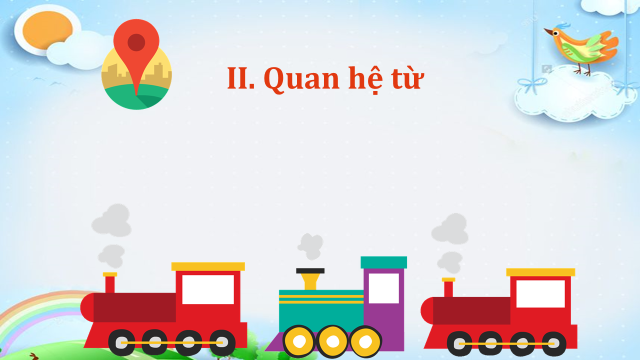 II. Quan hệ từ